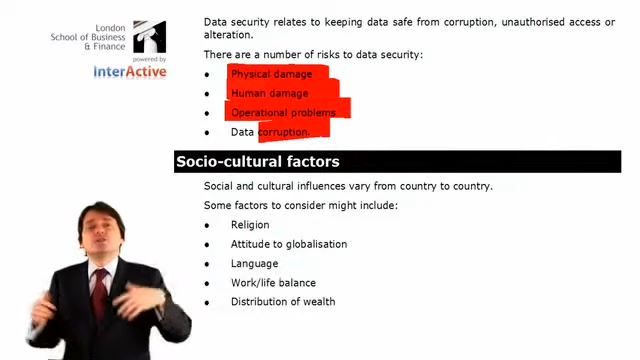 London
School of Business
& Finance
powered by
InterActive
Data security relates to keeping data safe from corruption, unauthorised access or
alteration.
There are a number of risks to data security:
● Physical damage
● Human damage
● Operational problems
● Data corruption.
Socio-cultural factors
Social and cultural influences vary from country to country.
Some factors to consider might include:
● Religion
● Attitude to globalisation
● Language
● Work/life balance
● Distribution of wealth